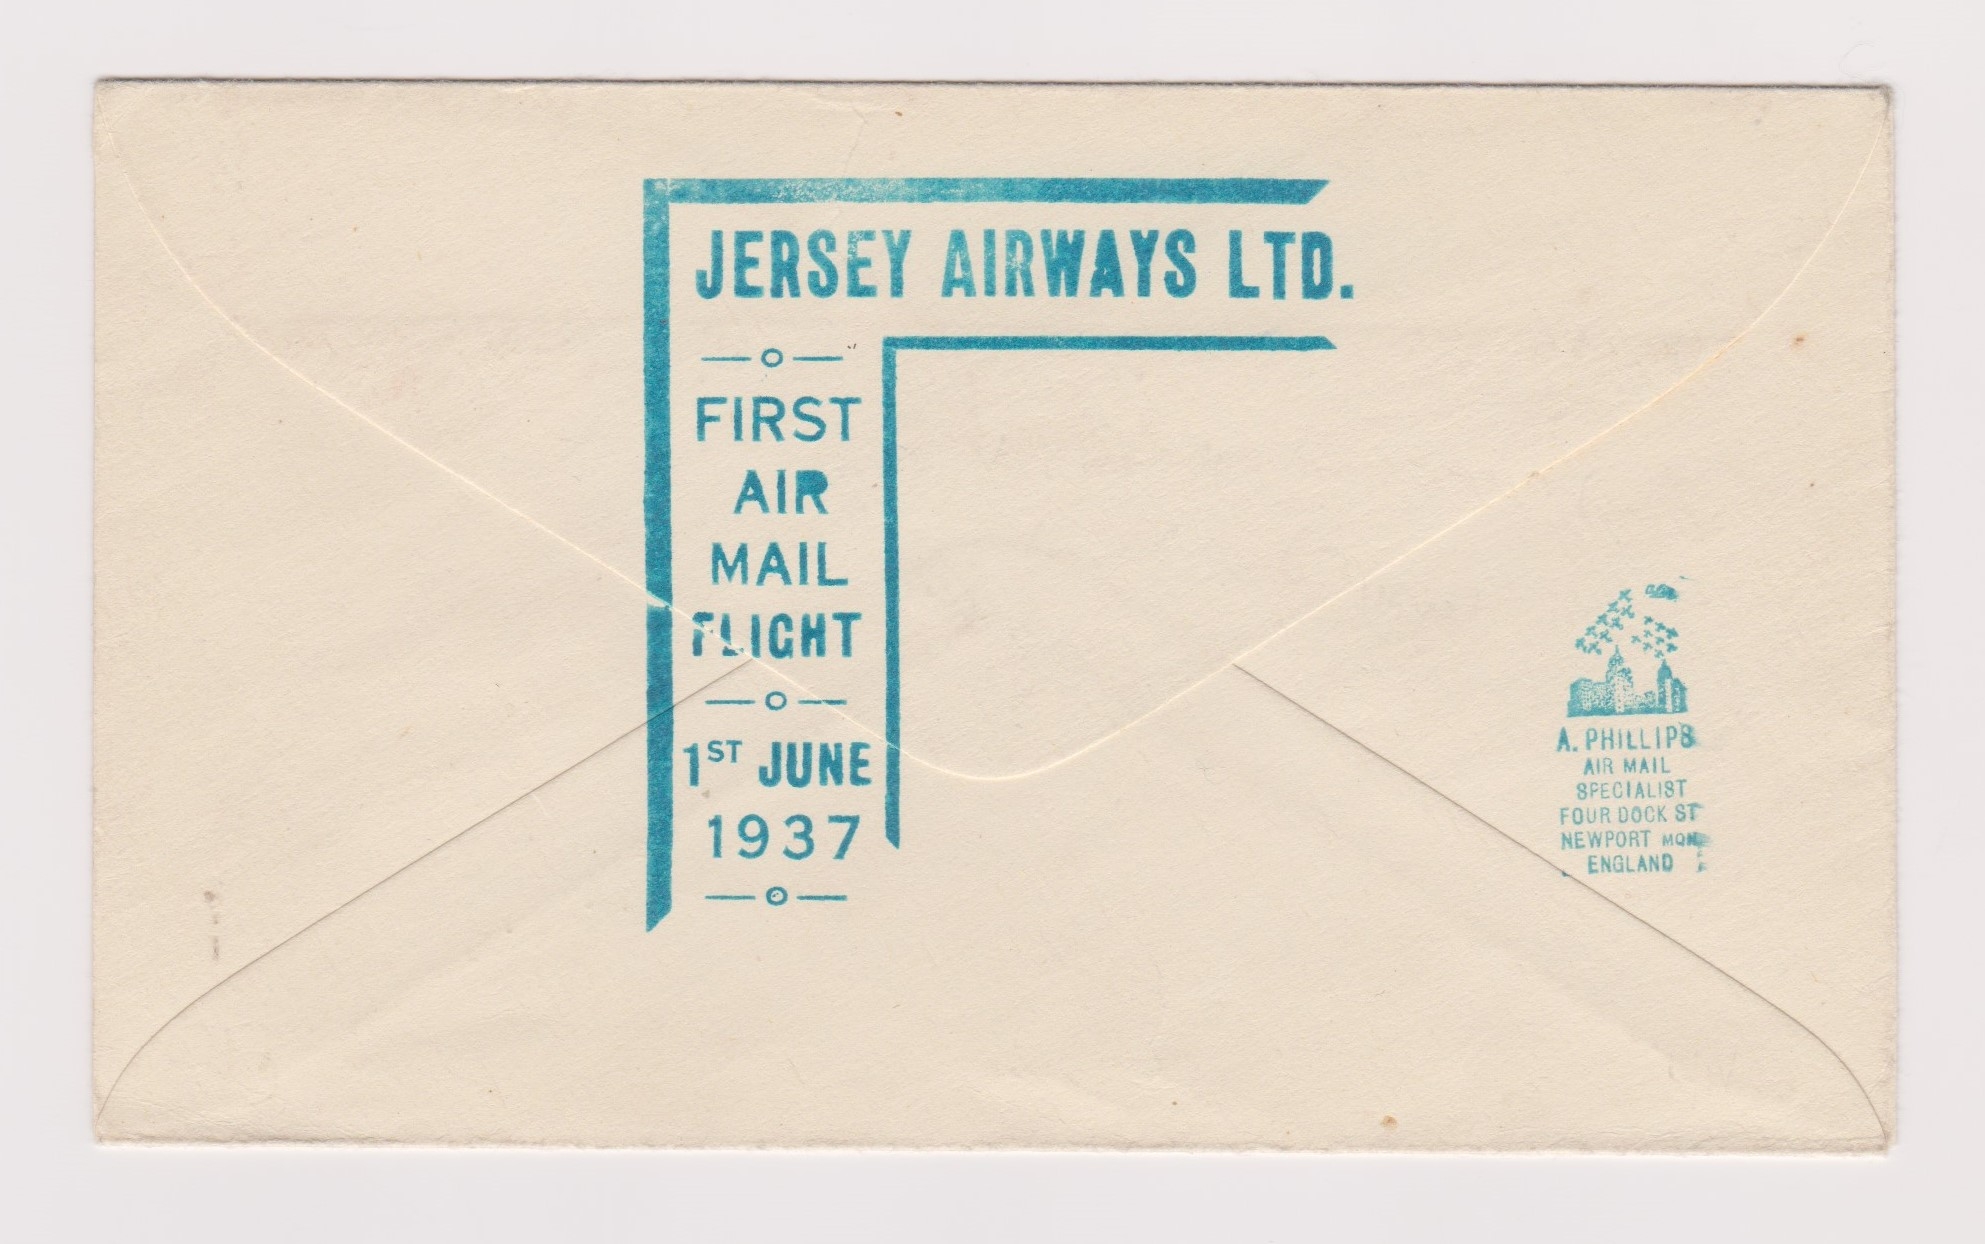 JERSEY AIRWAYS LTD.
FIRST
AIR
MAIL
FLIGHT
1ST JUNE
1937
A. PHILLIPS
AIR MAIL
SPECIALIST
FOUR DOCK ST
NEWPORT MON
ENGLAND